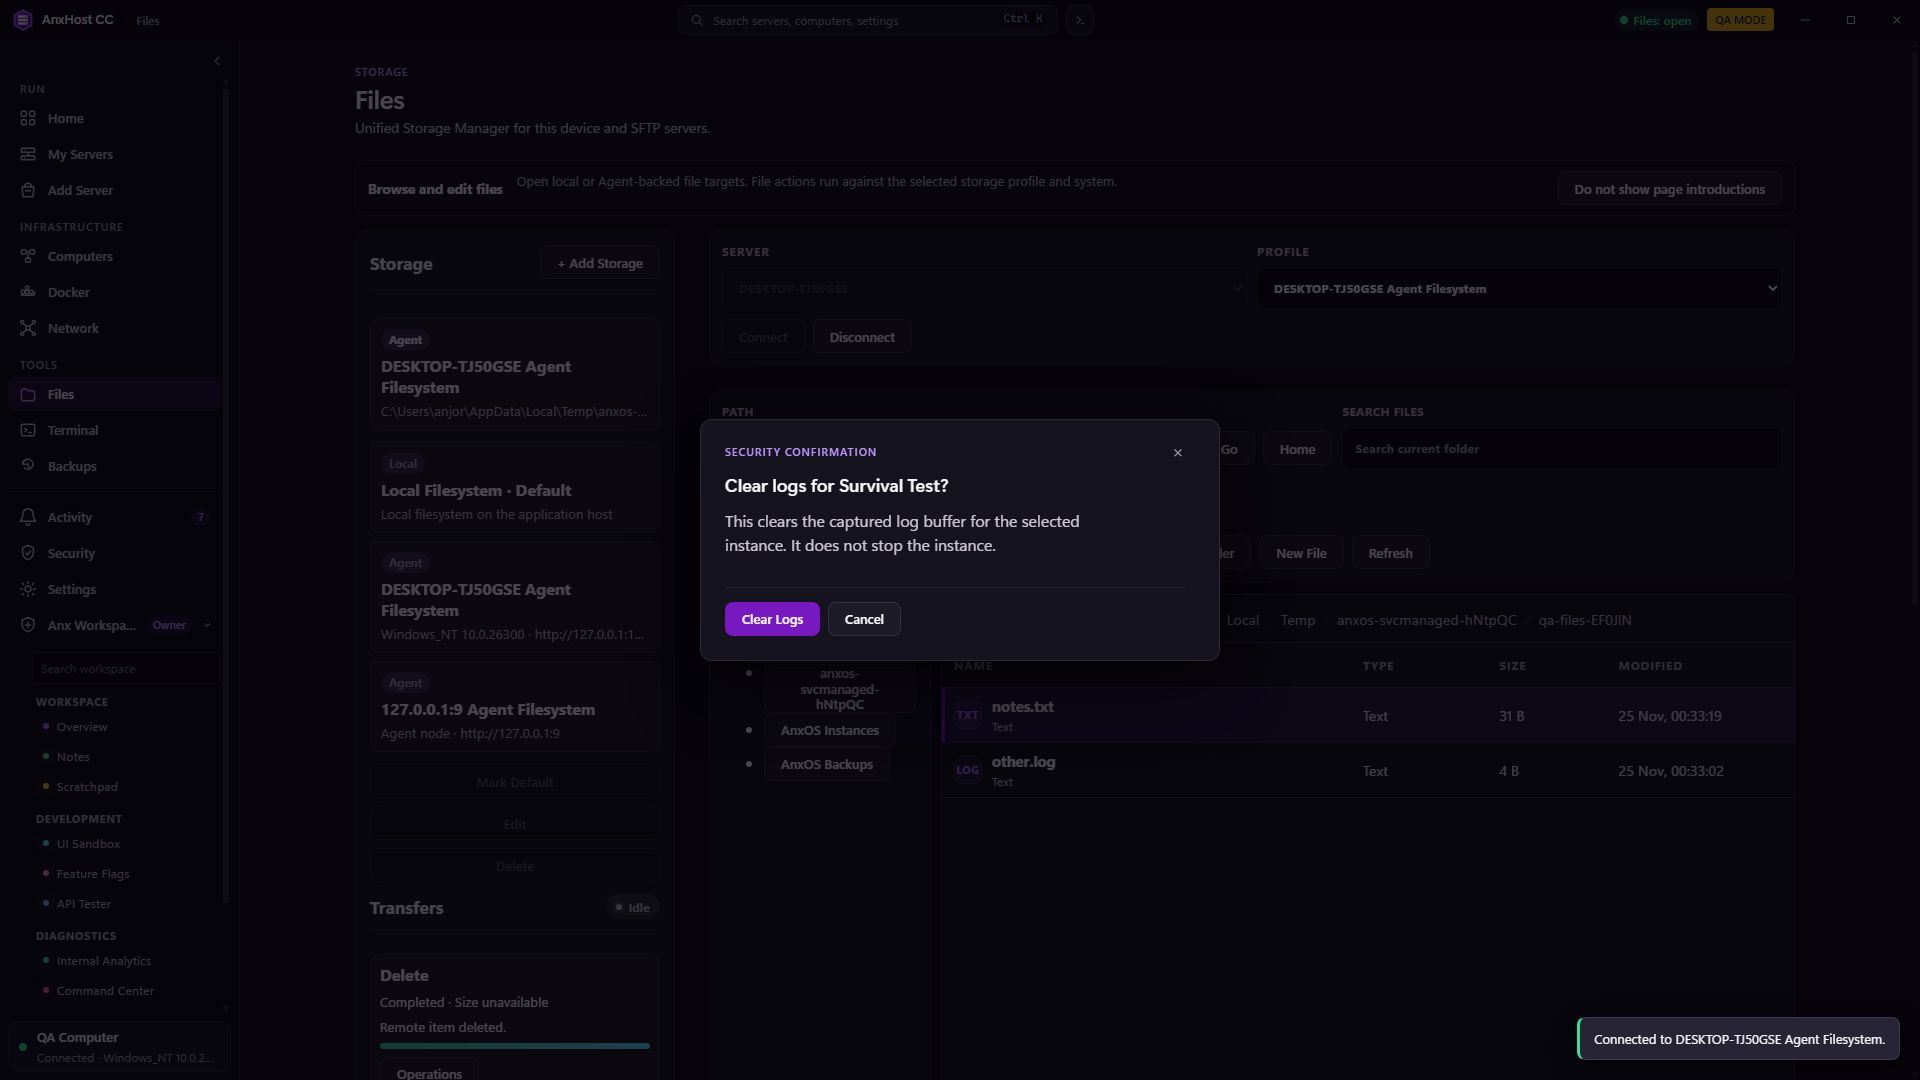 AnxHost CC · Files
Search servers, computers, settings Ctrl K
Files: open
QA MODE
RUN
Home
My Servers
Add Server
INFRASTRUCTURE
Computers
Docker
Network
TOOLS
Files
Terminal
Backups
Activity 7
Security
Settings
Anx Workspa... Owner
Search workspace
WORKSPACE
Overview
Notes
Scratchpad
DEVELOPMENT
UI Sandbox
Feature Flags
API Tester
DIAGNOSTICS
Internal Analytics
Command Center
QA Computer
Connected · Windows_NT 10.0.2...
STORAGE
Files
Unified Storage Manager for this device and SFTP servers.
Browse and edit files
Open local or Agent-backed file targets. File actions run against the selected storage profile and system.
Do not show page introductions
Storage
+ Add Storage
Agent
DESKTOP-TJ50GSE Agent
Filesystem
C:\Users\anjor\AppData\Local\Temp\anxos-...
Local
Local Filesystem · Default
Local filesystem on the application host
Agent
DESKTOP-TJ50GSE Agent
Filesystem
Windows_NT 10.0.26300 · http://127.0.0.1:1...
Agent
127.0.0.1:9 Agent Filesystem
Agent node · http://127.0.0.1:9
Mark Default
Edit
Delete
Transfers
Idle
Delete
Completed · Size unavailable
Remote item deleted.
Operations
SERVER
DESKTOP-TJ50GSE
PROFILE
DESKTOP-TJ50GSE Agent Filesystem
Connect
Disconnect
PATH
Go
Home
SEARCH FILES
Search current folder
der
New File
Refresh
SECURITY CONFIRMATION
×
Clear logs for Survival Test?
This clears the captured log buffer for the selected
instance. It does not stop the instance.
Clear Logs
Cancel
anxos-
svcmanaged-
hNtpQC
AnxOS Instances
AnxOS Backups
Local / Temp / anxos-svcmanaged-hNtpQC / qa-files-EF0JIN
NAME TYPE SIZE MODIFIED
TXT notes.txt Text 31 B 25 Nov, 00:33:19
Text
LOG other.log Text 4 B 25 Nov, 00:33:02
Text
Connected to DESKTOP-TJ50GSE Agent Filesystem.